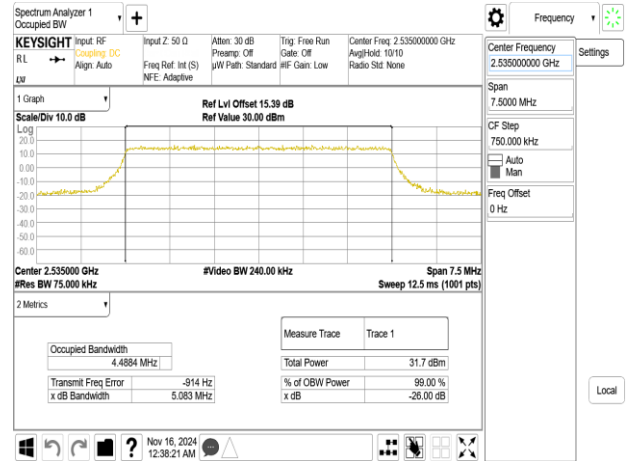 Spectrum Analyzer 1
Occupied BW
Frequency
KEYSIGHT
Input: RF
Input Z: 50 Ω
Atten: 30 dB
Trig: Free Run
Center Freq: 2.535000000 GHz
RL
Coupling: DC
Preamp: Off
Gate: Off
Avg|Hold: 10/10
Align: Auto
Freq Ref: Int (S)
µW Path: Standard
#IF Gain: Low
Radio Std: None
NFE: Adaptive
LXI
Center Frequency
2.535000000 GHz
Settings
Span
7.5000 MHz
CF Step
750.000 kHz
Auto
Man
Freq Offset
0 Hz
1 Graph
Ref Lvl Offset 15.39 dB
Scale/Div 10.0 dB
Ref Value 30.00 dBm
Log
20.0
10.0
0.00
-10.0
-20.0
-30.0
-40.0
-50.0
-60.0
Center 2.535000 GHz
#Video BW 240.00 kHz
Span 7.5 MHz
#Res BW 75.000 kHz
Sweep 12.5 ms (1001 pts)
2 Metrics
Measure Trace
Trace 1
Occupied Bandwidth
4.4884 MHz
Total Power
31.7 dBm
Transmit Freq Error
-914 Hz
% of OBW Power
99.00 %
x dB Bandwidth
5.083 MHz
x dB
-26.00 dB
Local
?
Nov 16, 2024
12:38:21 AM